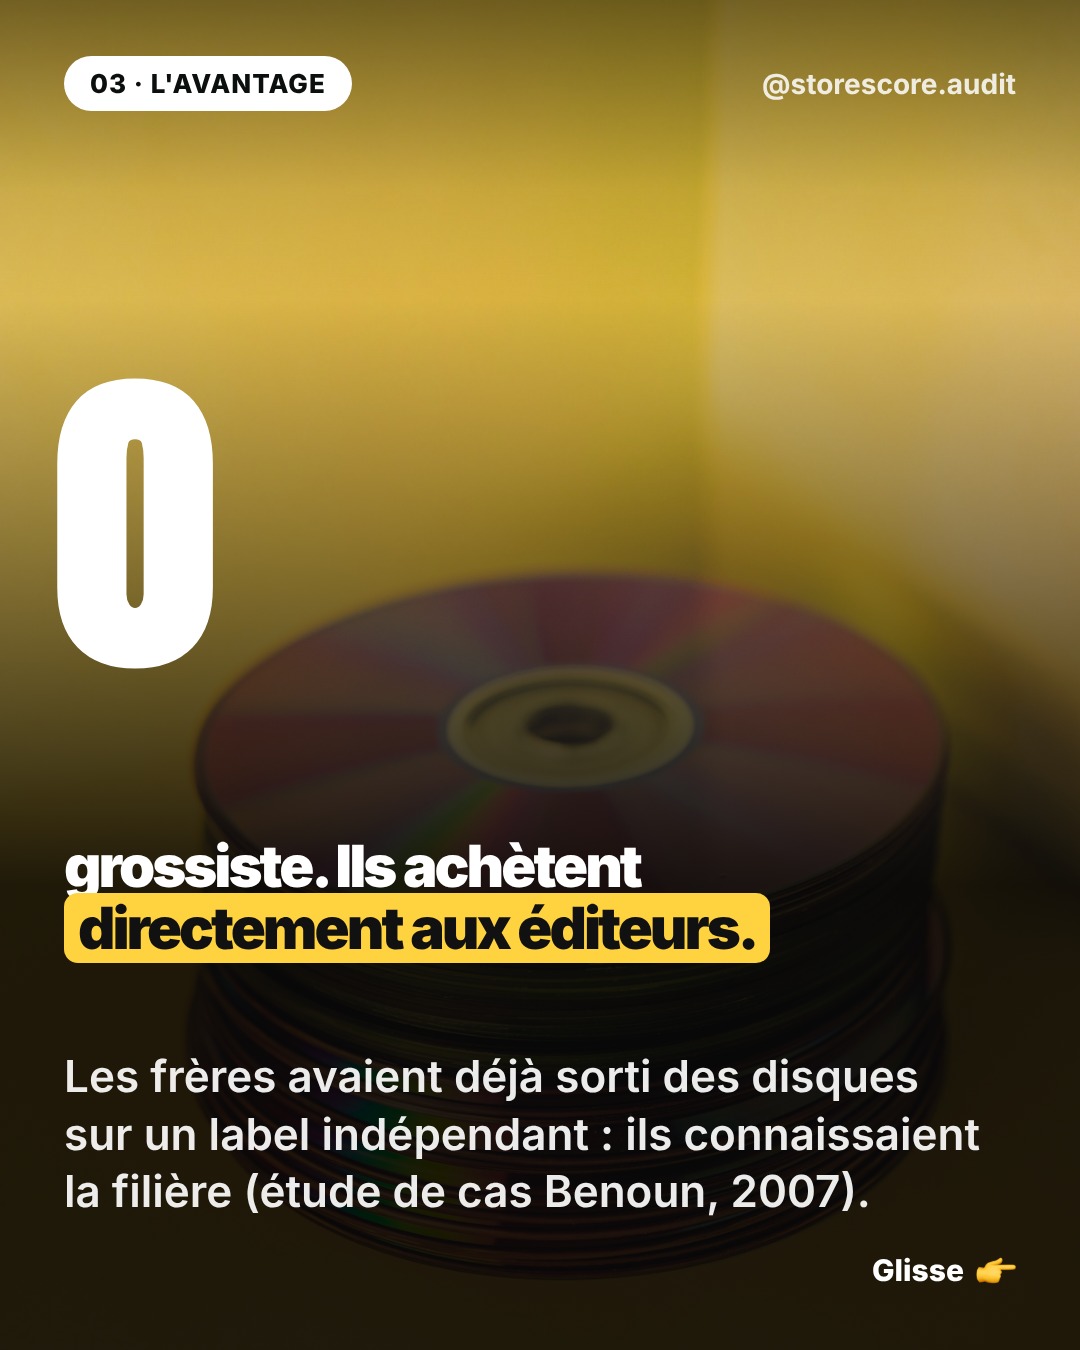 03 · L'AVANTAGE
@storescore.audit
0
grossiste. Ils achètent
directement aux éditeurs.
Les frères avaient déjà sorti des disques
sur un label indépendant : ils connaissaient
la filière (étude de cas Benoun, 2007).
Glisse 👉